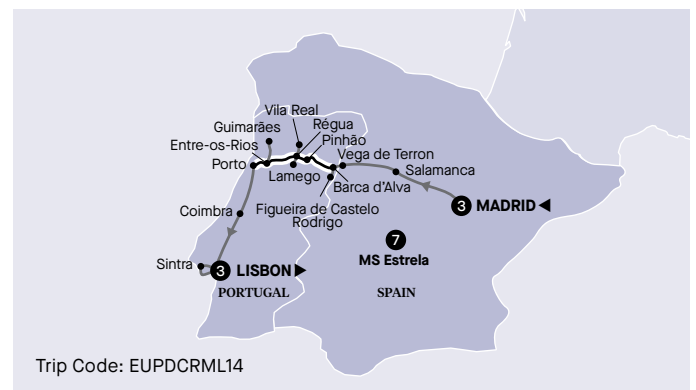 Vila Real
Guimarães
Régua
Entre-os-Rios
Pinhão
Porto
Vega de Terron
Lamego
Salamanca
Barca d'Alva
Figueira de Castelo
Rodrigo
3 MADRID
Coimbra
7
MS Estrela
Sintra
3 LISBON
PORTUGAL
SPAIN
Trip Code: EUPDCRML14